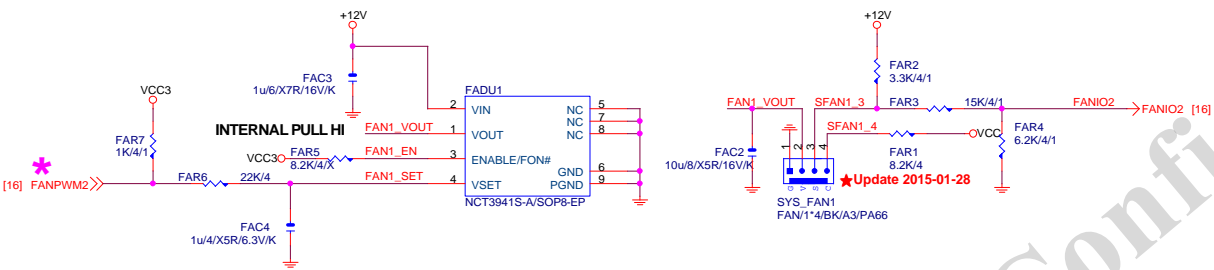 +12V
FAC3
1u/6/X7R/16V/K
VCC3
FAR7
1K/4/1
INTERNAL PULL HI
FADU1
2 VIN
FAN1_VOUT 1 VOUT
VCC3 FAR5 FAN1_EN 3 ENABLE/FON#
8.2K/4/X
[16] FANPWM2 FAR6 22K/4 FAN1_SET 4 VSET
NC 5
NC 7
NC 8
GND 6
PGND 9
NCT3941S-A/SOP8-EP
FAC4
1u/4/X5R/6.3V/K
+12V
FAR2
3.3K/4/1
FAN1_VOUT SFAN1_3 FAR3 15K/4/1 FANIO2 FANIO2 [16]
SFAN1_4 VCC
FAR4
6.2K/4/1
FAR1
8.2K/4
FAC2
10u/8/X5R/16V/K
1 2 3 4
G V S C
★Update 2015-01-28
SYS_FAN1
FAN/1*4/BK/A3/PA66
Confi